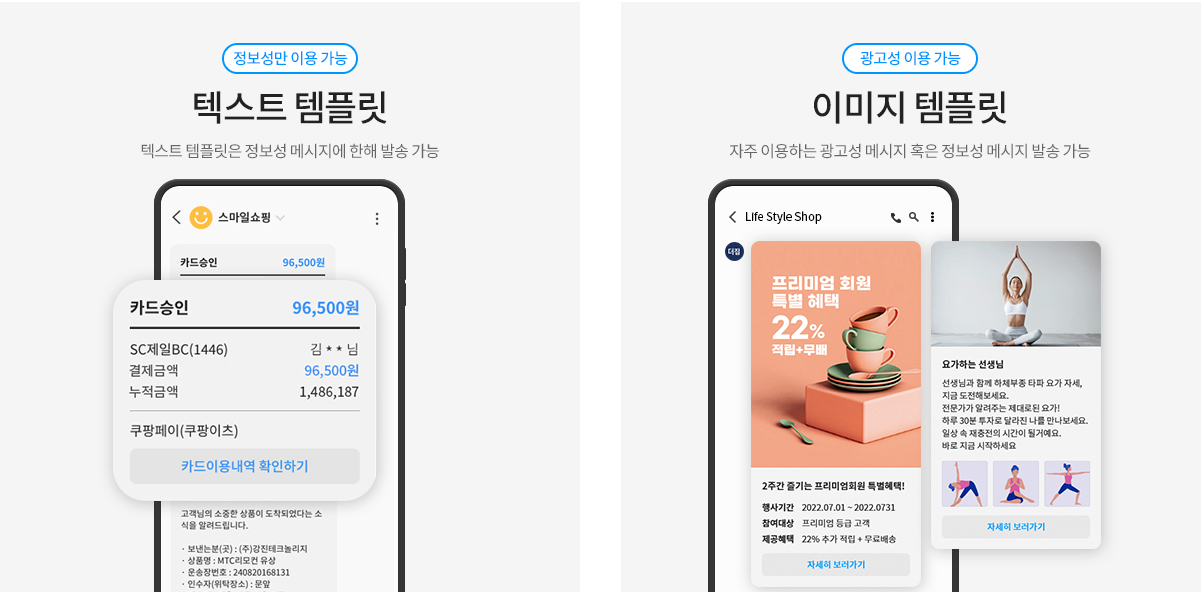 정보성만 이용 가능
텍스트 템플릿
텍스트 템플릿은 정보성 메시지에 한해 발송 가능
스마일쇼핑
카드승인 96,500원
카드승인 96,500원
SC제일BC(1446) 김 * * 님
결제금액 96,500원
누적금액 1,486,187
쿠팡페이(쿠팡이츠)
카드이용내역 확인하기
고객님의 소중한 상품이 도착되었다는 소
식을 알려드립니다.
· 보낸는분(곳) : (주)강진테크놀리지
· 상품명 : MTC리모컨 유상
· 운송장번호 : 240820168131
· 인수자(위탁장소) : 문앞
광고성 이용 가능
이미지 템플릿
자주 이용하는 광고성 메시지 혹은 정보성 메시지 발송 가능
Life Style Shop
더집
프리미엄 회원
특별 혜택
22%
적립+무배
2주간 즐기는 프리미엄회원 특별혜택!
행사기간 2022.07.01 ~ 2022.0731
참여대상 프리미엄 등급 고객
제공혜택 22% 추가 적립 + 무료배송
자세히 보러가기
요가하는 선생님
선생님과 함께 하체부종 타파 요가 자세,
지금 도전해보세요.
전문가가 알려주는 제대로된 요가!
하루 30분 투자로 달라진 나를 만나보세요.
일상 속 재충전의 시간이 될거예요.
바로 지금 시작하세요
자세히 보러가기